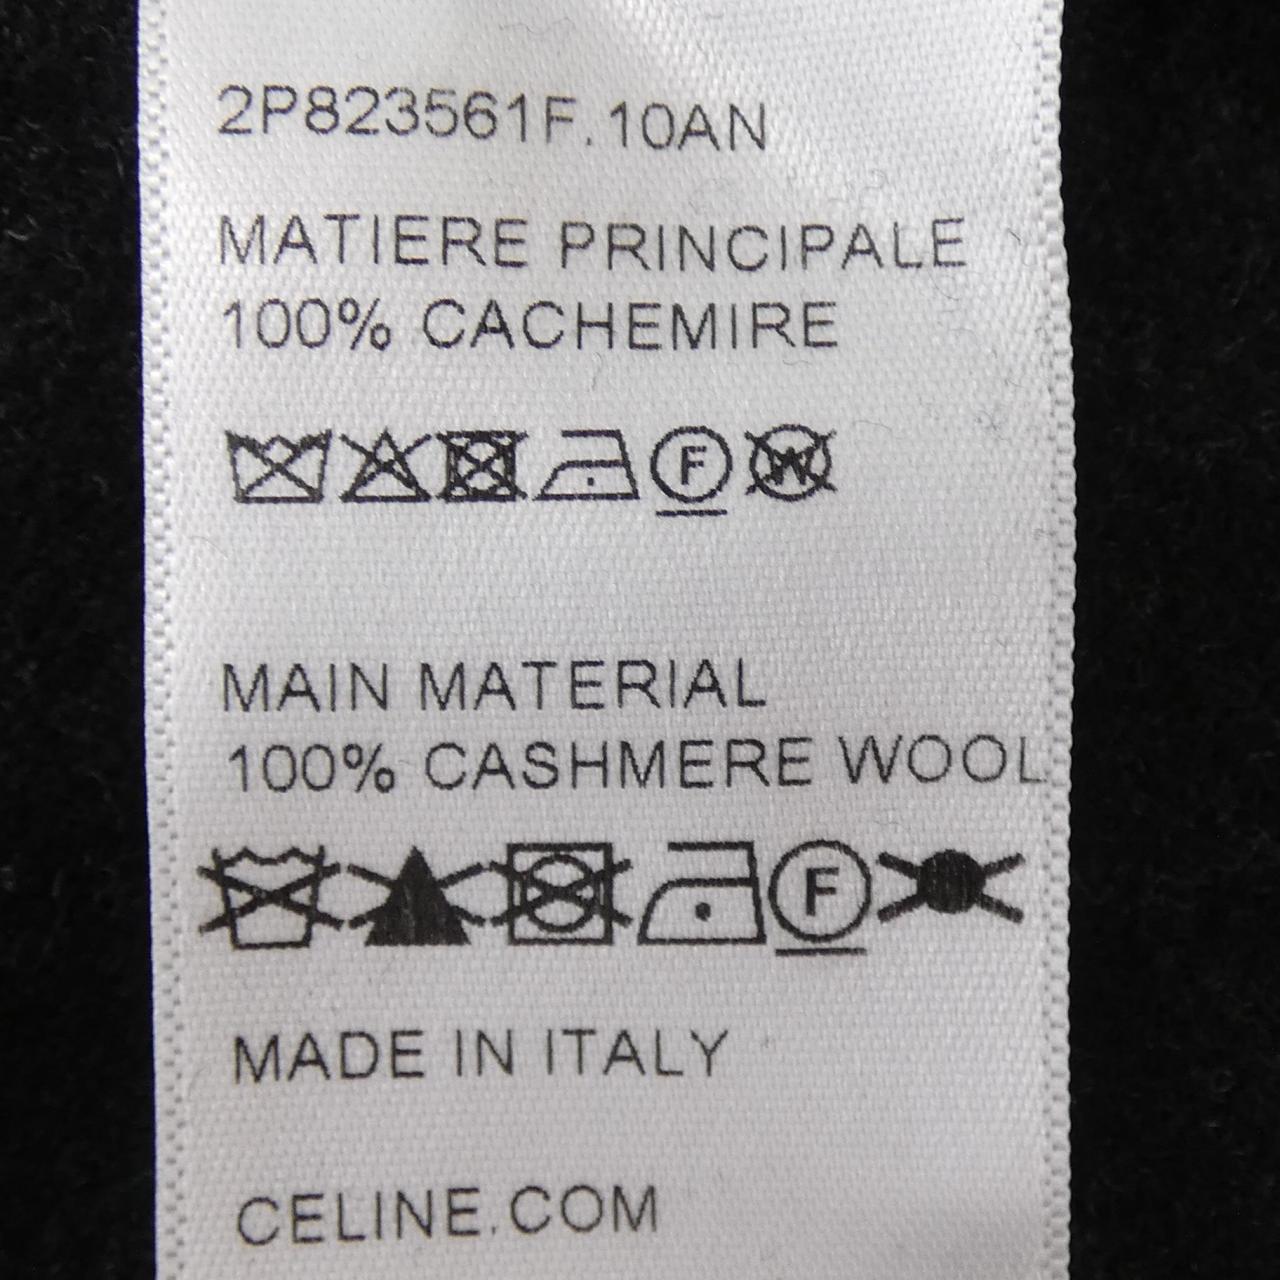 2P823561F.10AN
MATIERE PRINCIPALE
100% CACHEMIRE
F W
MAIN MATERIAL
100% CASHMERE WOOL
F
MADE IN ITALY
CELINE.COM